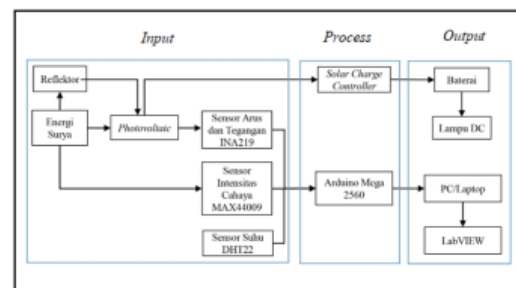 Input
Process
Output
Reflektor
Energi
Surya
Photovoltaic
Sensor Arus
dan Tegangan
INA219
Sensor
Intensitas
Cahaya
MAX44009
Sensor Suhu
DHT22
Solar Charge
Controller
Arduino Mega
2560
Baterai
Lampu DC
PC/Laptop
LabVIEW